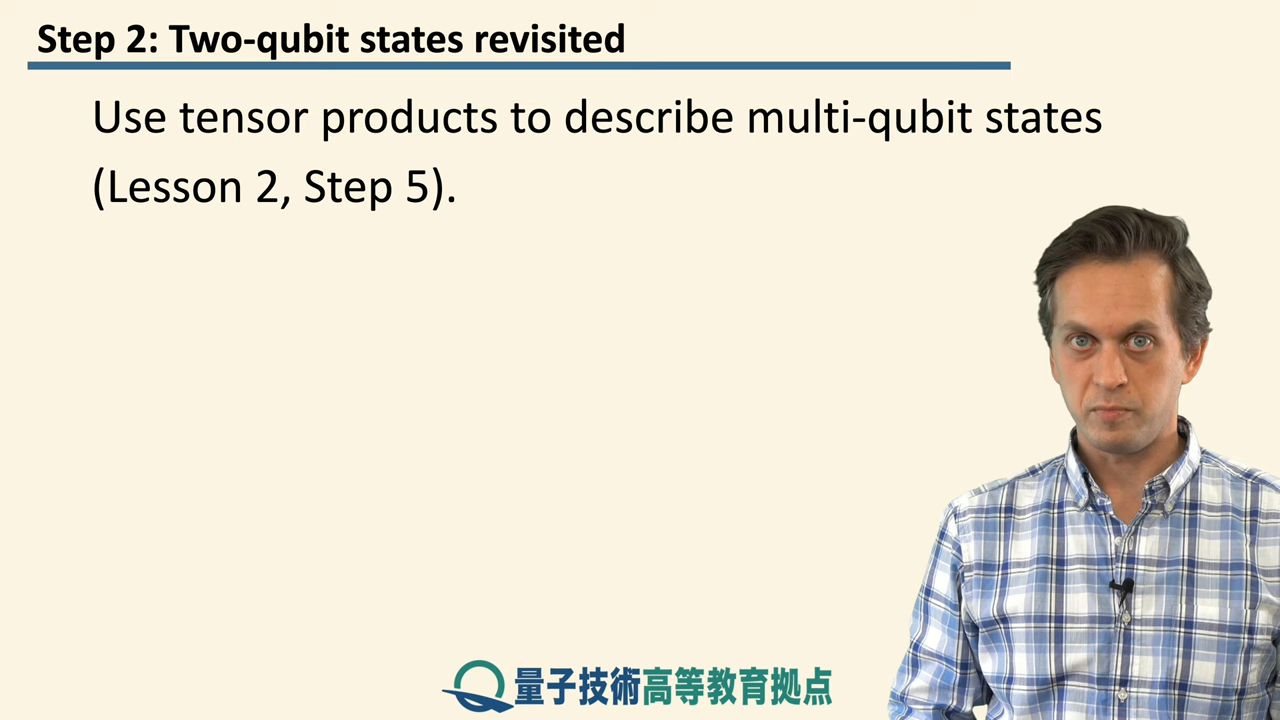 Step 2: Two-qubit states revisited
Use tensor products to describe multi-qubit states
(Lesson 2, Step 5).
量子技術高等教育拠点